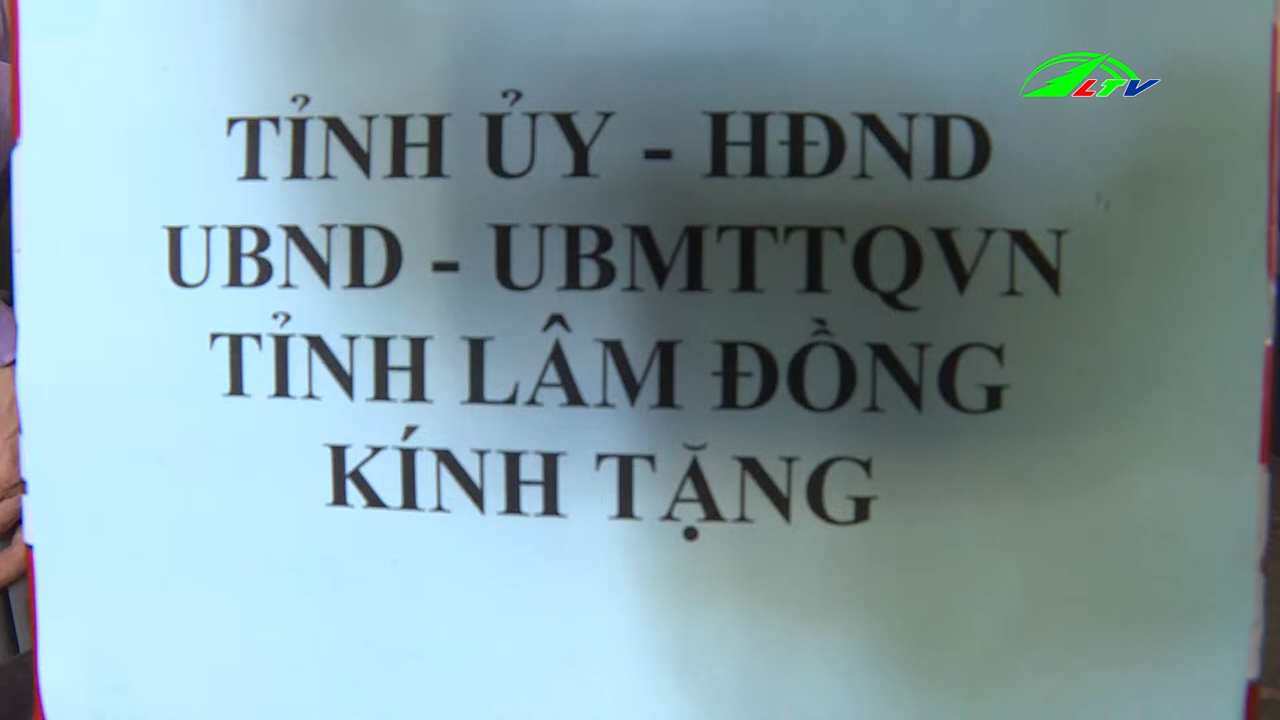 LTV
TỈNH ỦY - HĐND
UBND - UBMTTQVN
TỈNH LÂM ĐỒNG
KÍNH TẶNG